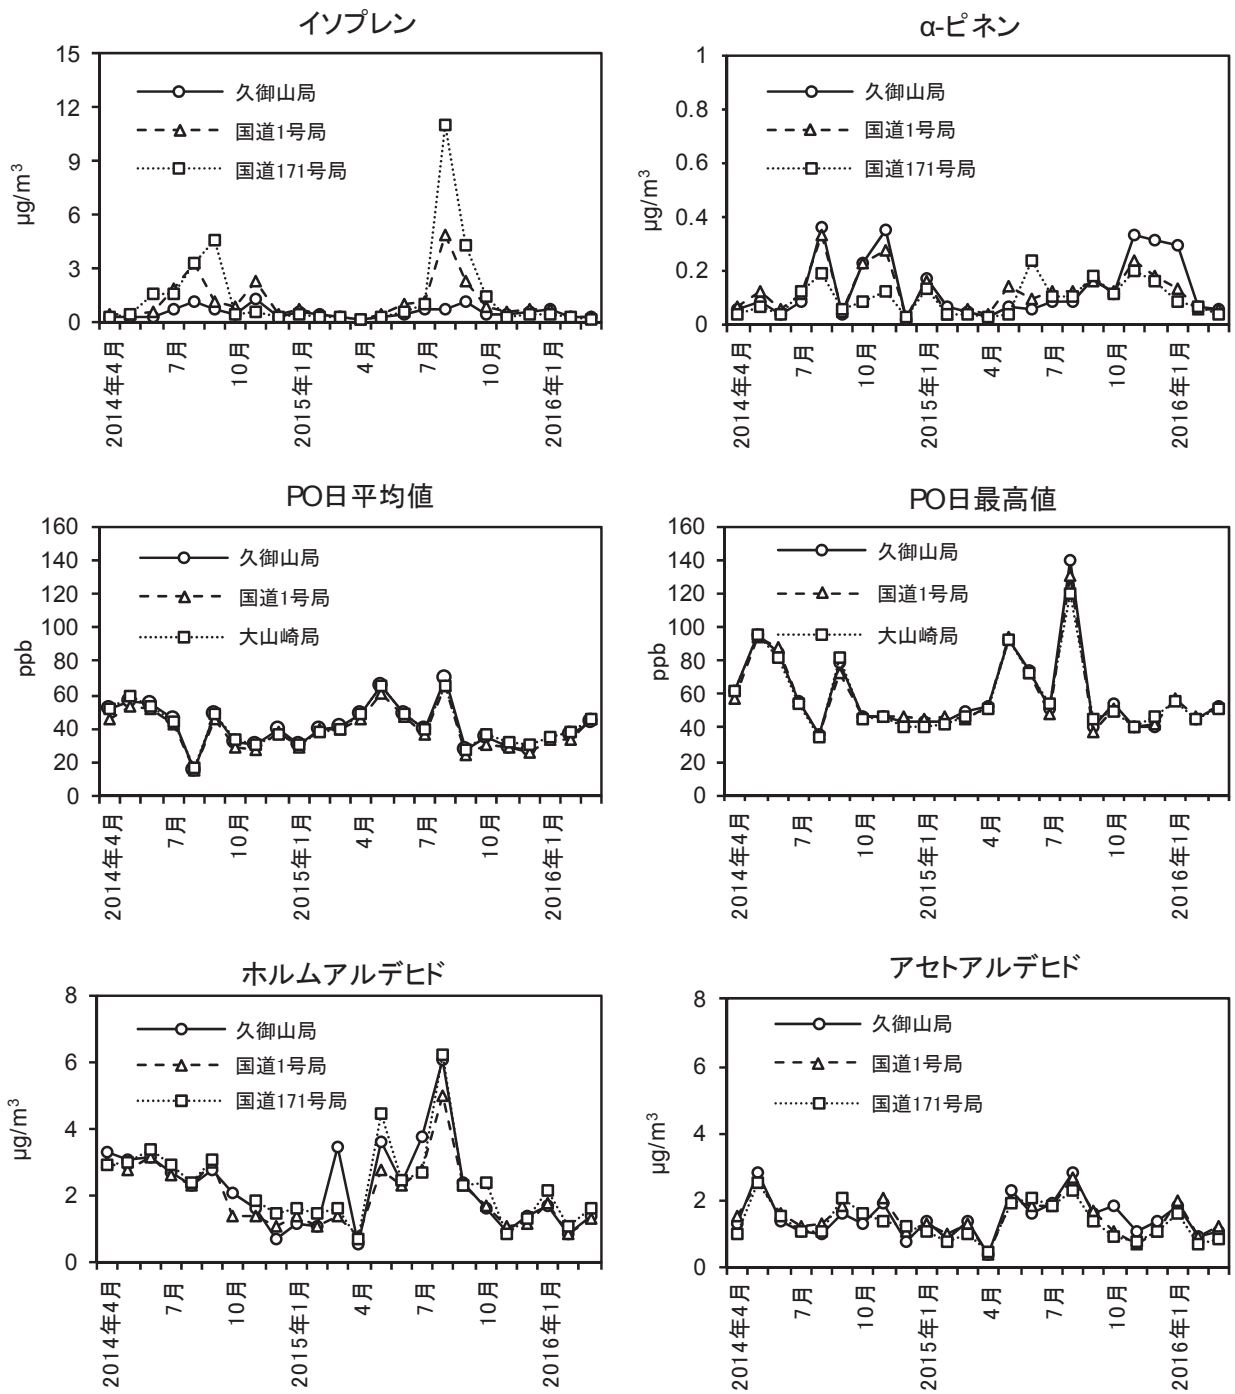 イソプレン
15
12
9
6
3
0
μg/m³
久御山局
国道1号局
国道171号局
2014年4月
7月
10月
2015年1月
4月
7月
10月
2016年1月
α-ピネン
1
0.8
0.6
0.4
0.2
0
μg/m³
久御山局
国道1号局
国道171号局
2014年4月
7月
10月
2015年1月
4月
7月
10月
2016年1月
PO日平均値
160
140
120
100
80
60
40
20
0
ppb
久御山局
国道1号局
大山崎局
2014年4月
7月
10月
2015年1月
4月
7月
10月
2016年1月
PO日最高値
160
140
120
100
80
60
40
20
0
ppb
久御山局
国道1号局
大山崎局
2014年4月
7月
10月
2015年1月
4月
7月
10月
2016年1月
ホルムアルデヒド
8
6
4
2
0
μg/m³
久御山局
国道1号局
国道171号局
2014年4月
7月
10月
2015年1月
4月
7月
10月
2016年1月
アセトアルデヒド
8
6
4
2
0
μg/m³
久御山局
国道1号局
国道171号局
2014年4月
7月
10月
2015年1月
4月
7月
10月
2016年1月